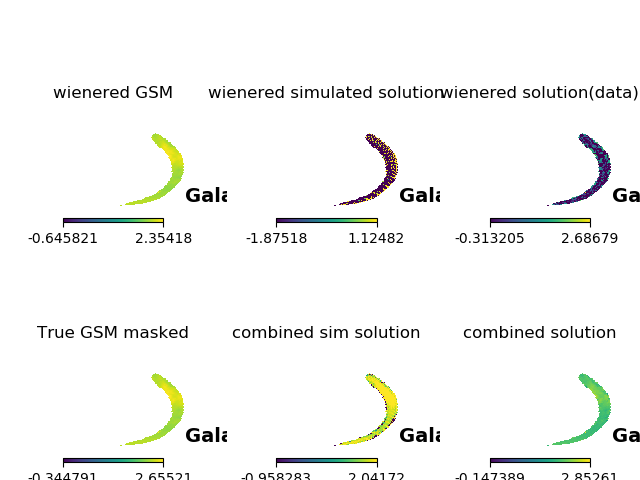 wienered GSM
wienered simulated solution
wienered solution(data)
Gala
Gala
Ga
-0.645821 2.35418
-1.87518 1.12482
-0.313205 2.68679
True GSM masked
combined sim solution
combined solution
Gala
Gala
Ga
-0.344791 2.65521
-0.958283 2.04172
-0.147389 2.85261